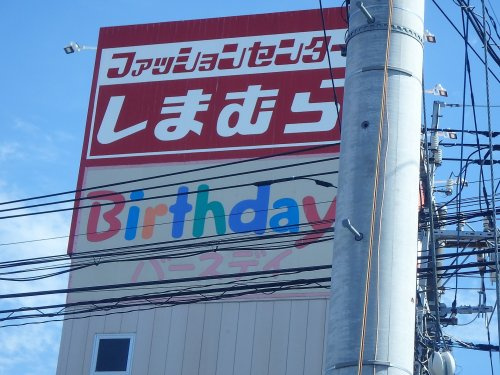 ファッションセンター
しまむら
Birthday
バースデイ